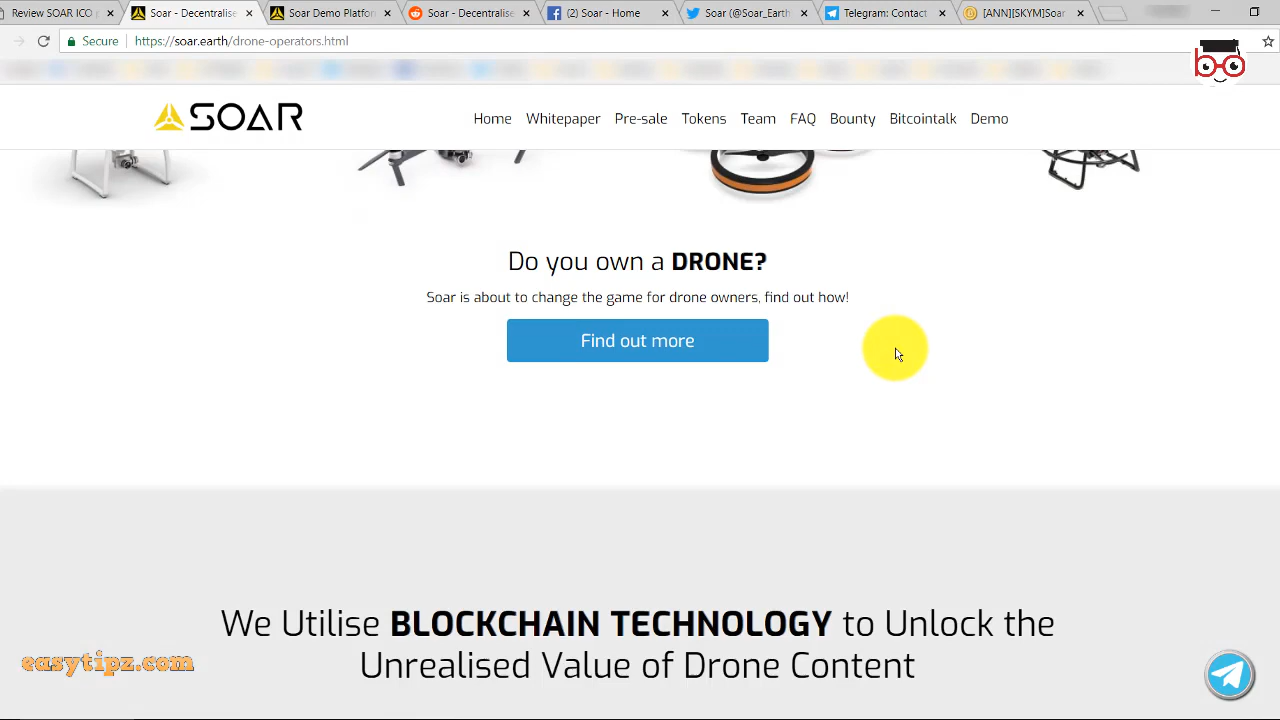 Review SOAR ICO
Soar - Decentralise
Soar Demo Platforn
Soar - Decentralise
(2) Soar - Home
Soar (@Soar_Earth
Telegram: Contact
[ANN][SKYM]Soar
Secure
https://soar.earth/drone-operators.html
SOAR
Home
Whitepaper
Pre-sale
Tokens
Team
FAQ
Bounty
Bitcointalk
Demo
Do you own a DRONE?
Soar is about to change the game for drone owners, find out how!
Find out more
We Utilise BLOCKCHAIN TECHNOLOGY to Unlock the
Unrealised Value of Drone Content
easytipz.com